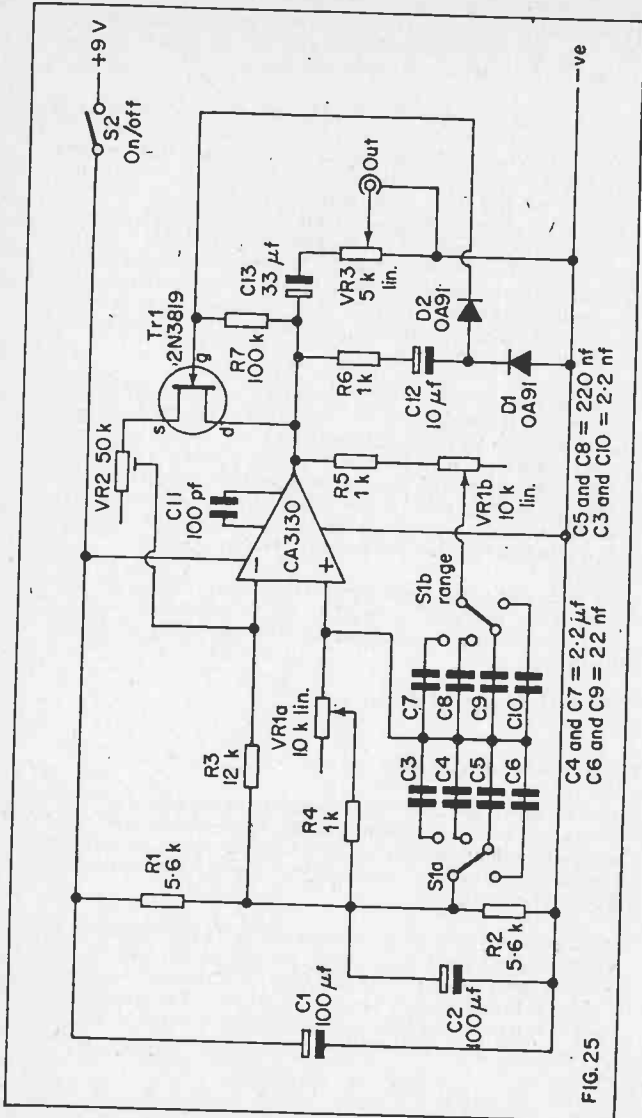 S2
On/off
+9 V
Tr1
2N3819
s
g
d
VR2 50 k
C11
100 pf
R7
100 k
C13
33 µf
Out
VR3
5 k
lin.
R1
5·6 k
R3
12 k
−
+
CA3130
VR1a
10 k lin.
R4
1 k
R5
1 k
R6
1 k
C12
10 µf
D2
OA91
D1
OA91
VR1b
10 k
lin.
S1b
range
C7
C8
C9
C10
C3
C4
C5
C6
S1a
R2
5·6 k
C1
100 µf
C2
100 µf
C4 and C7 = 2·2 µf
C6 and C9 = 22 nf
C5 and C8 = 220 nf
C3 and C10 = 2·2 nf
−ve
FIG. 25